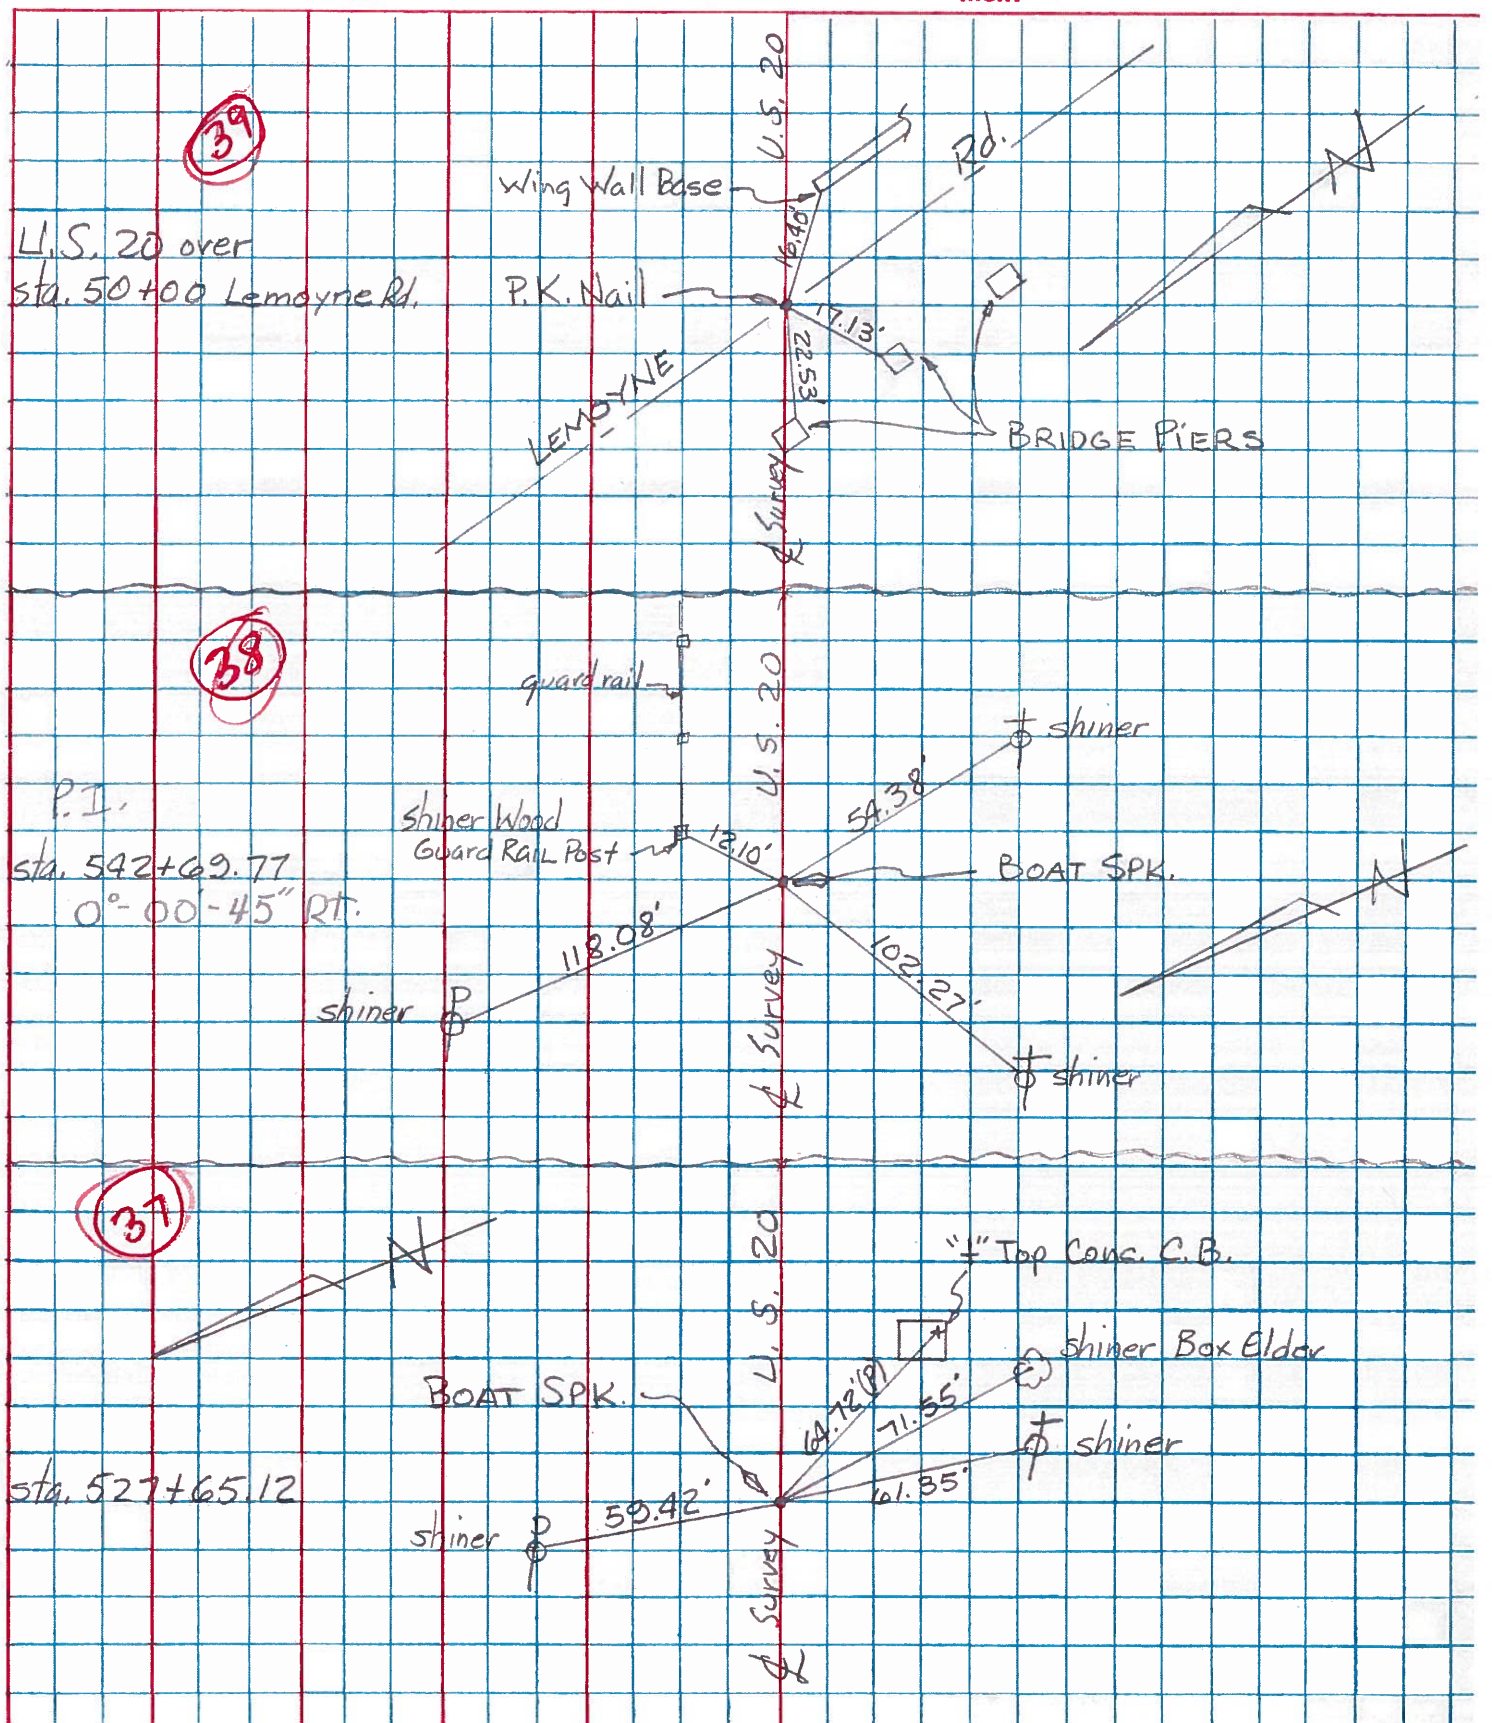 39
U.S. 20
Rd.
N
Wing Wall Base
16.40'
U.S. 20 over
sta. 50+00 Lemoyne Rd.
P.K. Nail
17.13'
22.53'
LEMOYNE
BRIDGE PIERS
℄ Survey
38
guard rail
U.S. 20
shiner
54.38'
P.I.
shiner Wood
Guard Rail Post
12.10'
sta. 542+69.77
0°-00'-45" Rt.
BOAT SPK.
N
118.08'
102.27'
P
shiner
℄ Survey
shiner
37
N
U.S. 20
"+" Top Conc. C.B.
shiner Box Elder
BOAT SPK.
64.72'(P)
71.55'
shiner
sta. 527+65.12
61.35'
59.42'
P
shiner
℄ Survey